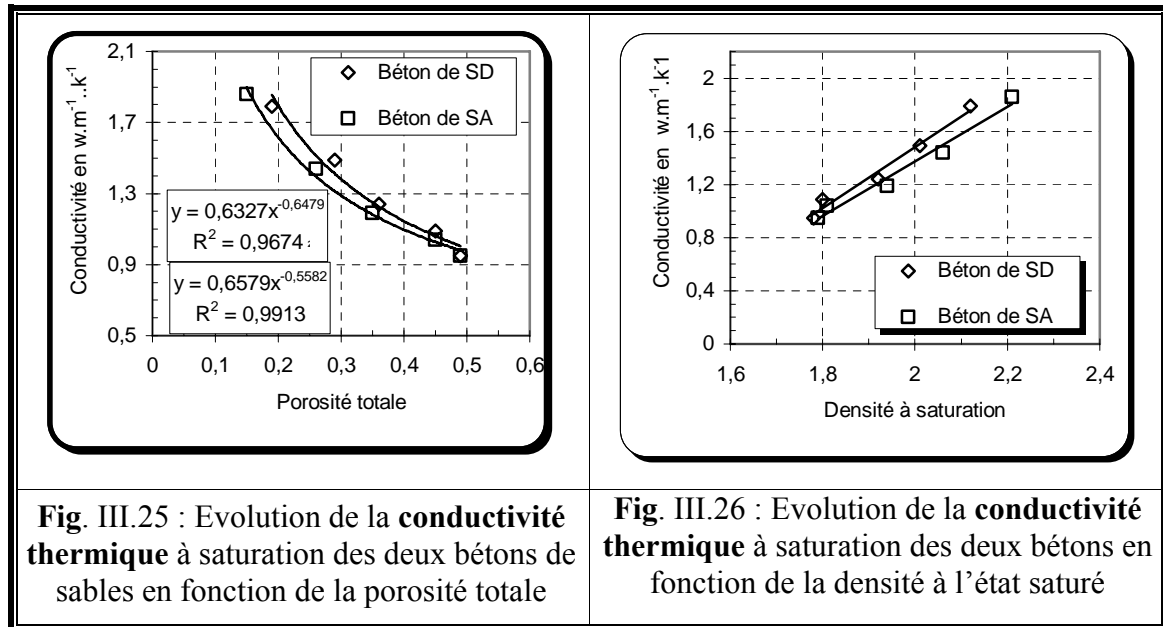 2,1
1,7
1,3
0,9
0,5
0 0,1 0,2 0,3 0,4 0,5 0,6
Conductivité en w.m⁻¹..k⁻¹
Porosité totale
Béton de SD
Béton de SA
y = 0,6327x⁻⁰,⁶⁴⁷⁹
R² = 0,9674
y = 0,6579x⁻⁰,⁵⁵⁸²
R² = 0,9913
2
1,6
1,2
0,8
0,4
0
1,6 1,8 2 2,2 2,4
Conductivité en w.m⁻¹.k⁻1
Densité à saturation
Béton de SD
Béton de SA
Fig. III.25 : Evolution de la conductivité
thermique à saturation des deux bétons de
sables en fonction de la porosité totale
Fig. III.26 : Evolution de la conductivité
thermique à saturation des deux bétons en
fonction de la densité à l’état saturé